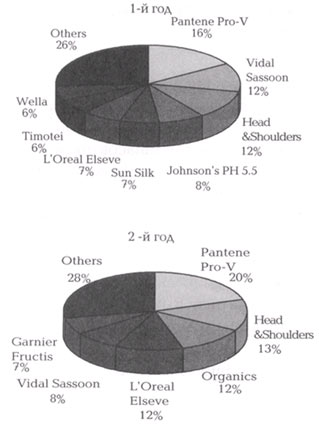 1-й год
Pantene Pro-V
16%
Others
26%
Vidal
Sassoon
12%
Wella
6%
Head
&Shoulders
12%
Timotei
6%
L'Oreal Elseve
7%
Sun Silk
7%
Johnson's PH 5.5
8%
2 -й год
Others
28%
Pantene
Pro-V
20%
Head
&Shoulders
13%
Garnier
Fructis
7%
Organics
12%
Vidal Sassoon
8%
L'Oreal
Elseve
12%